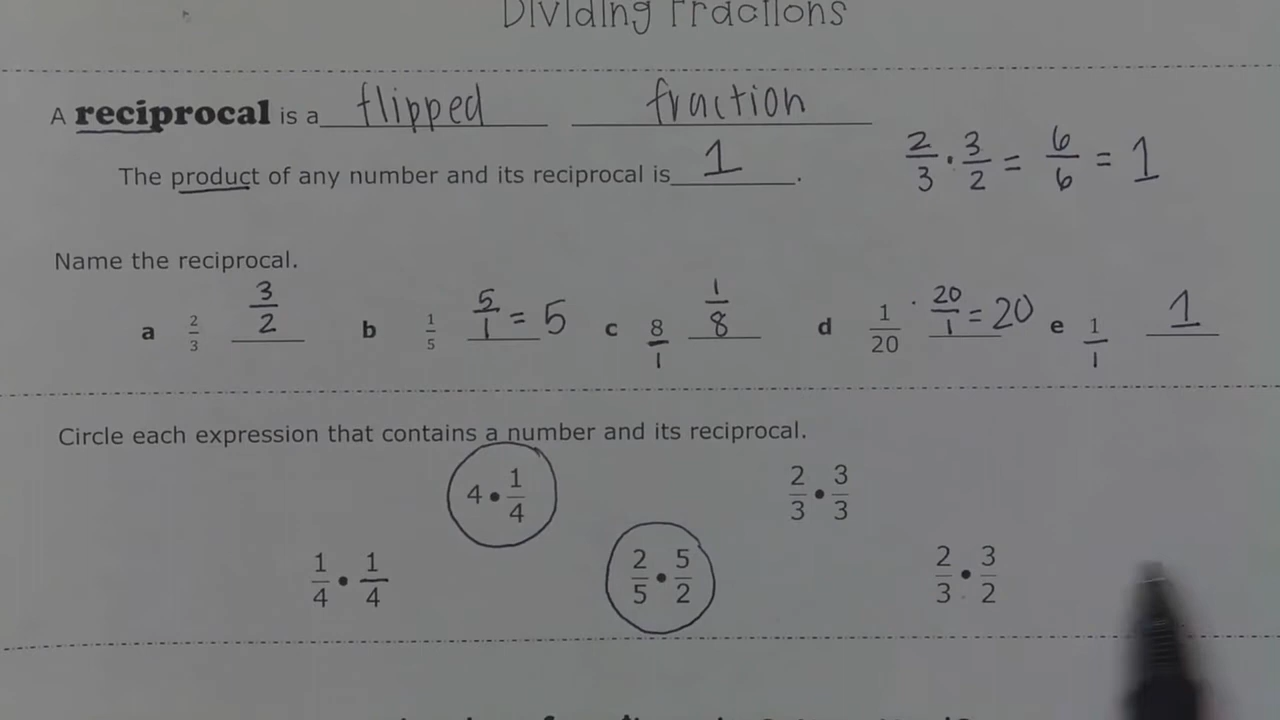 Dividing Fractions
A reciprocal is a flipped fraction
The product of any number and its reciprocal is 1.
2/3 · 3/2 = 6/6 = 1
Name the reciprocal.
a 2/3 3/2 b 1/5 5/1 = 5 c 8/1 1/8 d 1/20 · 20/1 = 20 e 1/1 1
Circle each expression that contains a number and its reciprocal.
4 • 1/4 2/3 • 3/3
1/4 • 1/4 2/5 • 5/2 2/3 • 3/2